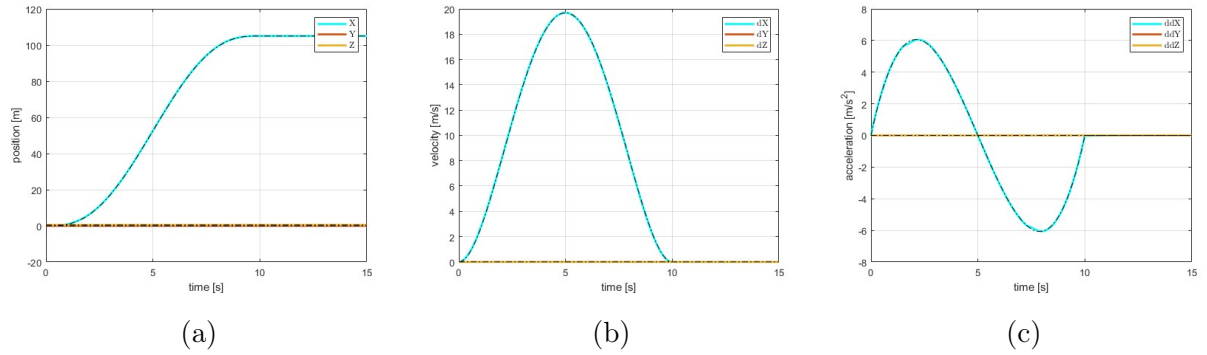 120
100
80
60
40
20
0
-20
position [m]
0 5 10 15
time [s]
X
Y
Z
(a)
20
18
16
14
12
10
8
6
4
2
0
velocity [m/s]
0 5 10 15
time [s]
dX
dY
dZ
(b)
8
6
4
2
0
-2
-4
-6
-8
acceleration [m/s²]
0 5 10 15
time [s]
ddX
ddY
ddZ
(c)